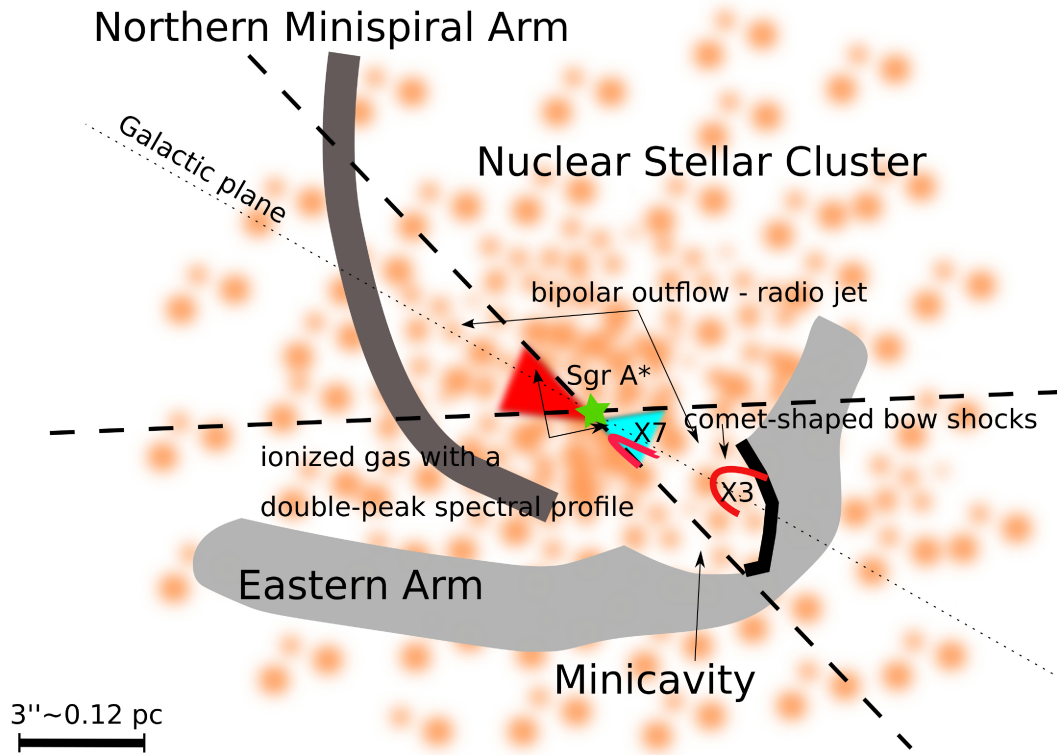 Northern Minispiral Arm
Galactic plane
Nuclear Stellar Cluster
bipolar outflow - radio jet
Sgr A*
comet-shaped bow shocks
X7
ionized gas with a
double-peak spectral profile
X3
Eastern Arm
Minicavity
3''~0.12 pc